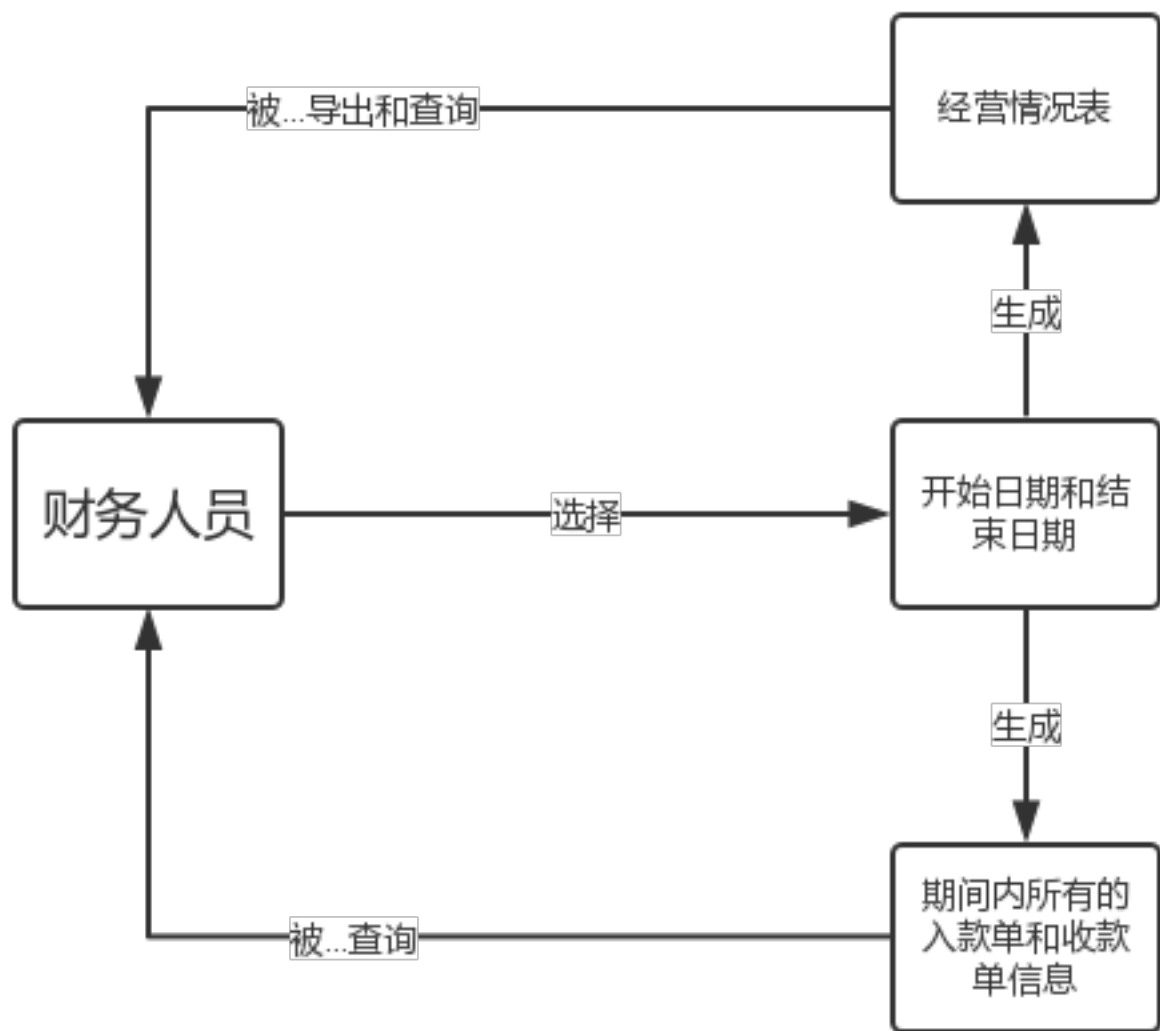 经营情况表
被...导出和查询
生成
财务人员
选择
开始日期和结
束日期
生成
期间内所有的
入款单和收款
单信息
被...查询